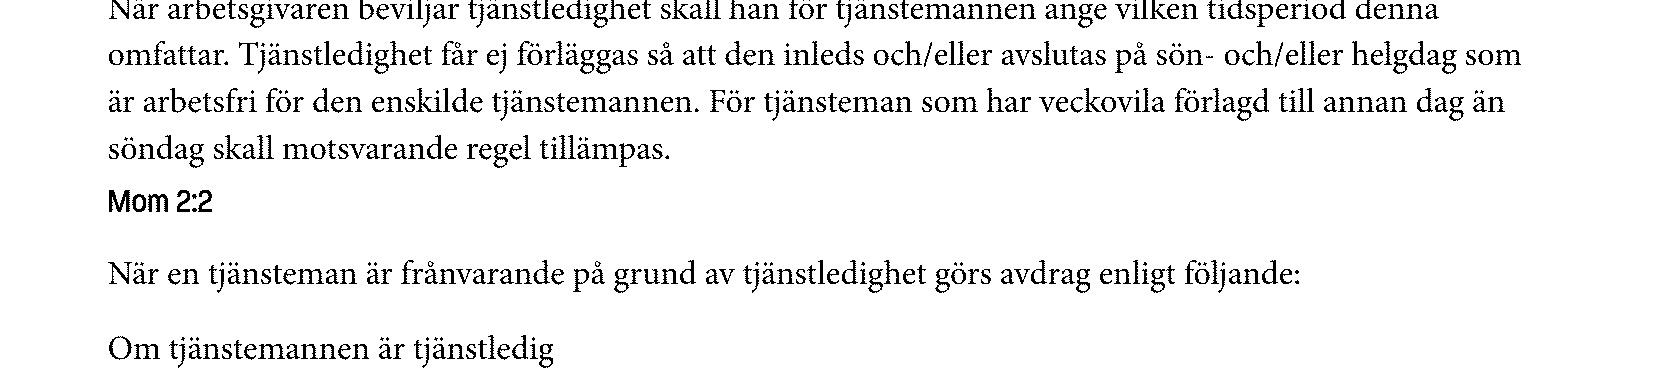 När arbetsgivaren beviljar tjänstledighet skall han för tjänstemannen ange vilken tidsperiod denna
omfattar. Tjänstledighet får ej förläggas så att den inleds och/eller avslutas på sön- och/eller helgdag som
är arbetsfri för den enskilde tjänstemannen. För tjänsteman som har veckovila förlagd till annan dag än
söndag skall motsvarande regel tillämpas.
Mom 2:2
När en tjänsteman är frånvarande på grund av tjänstledighet görs avdrag enligt följande:
Om tjänstemannen är tjänstledig